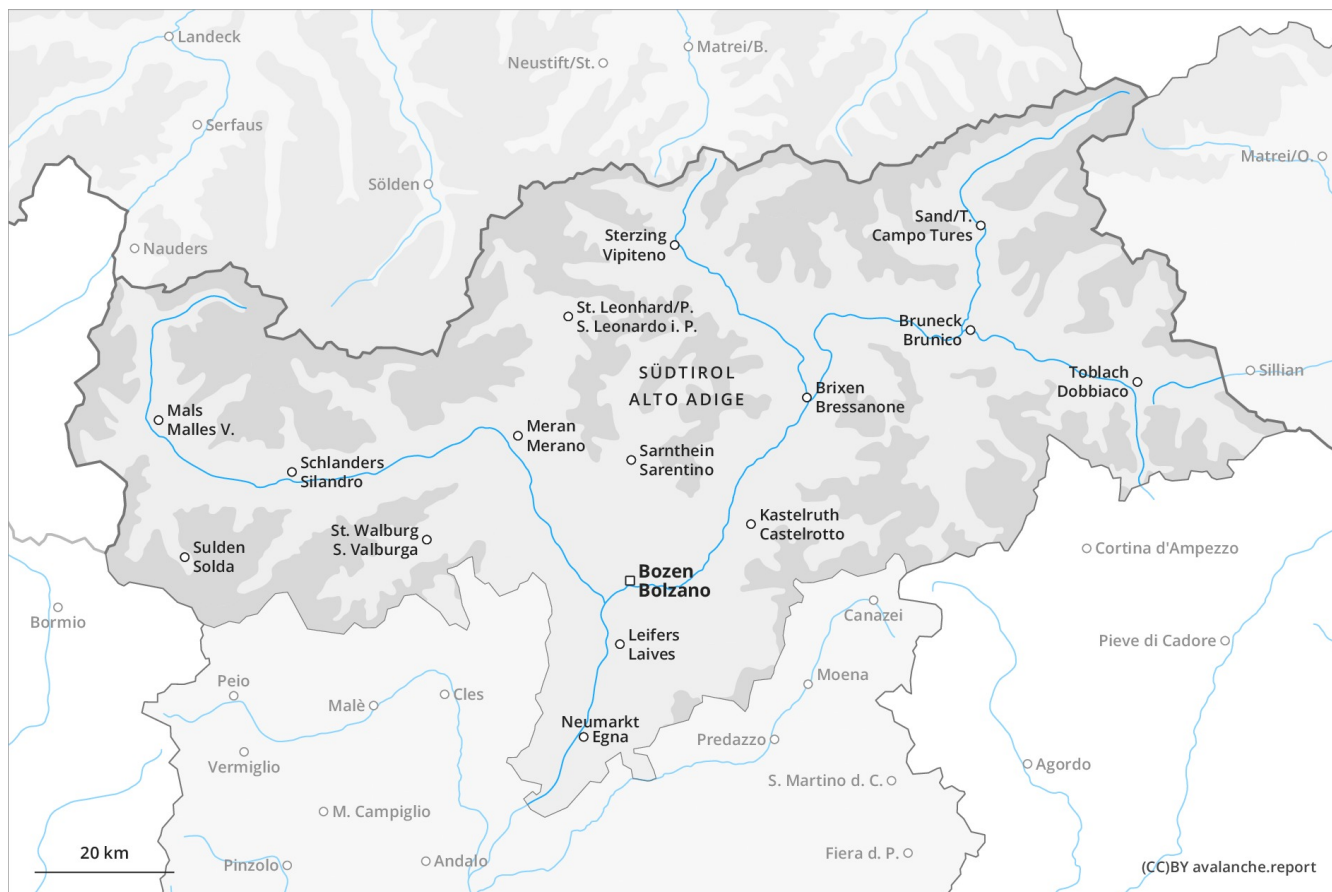 Landeck
Matrei/B.
Neustift/St.
Serfaus
Matrei/O.
Sölden
Sand/T.
Campo Tures
Sterzing
Vipiteno
Nauders
St. Leonhard/P.
S. Leonardo i. P.
Bruneck
Brunico
SÜDTIROL
ALTO ADIGE
Toblach
Dobbiaco
Sillian
Brixen
Bressanone
Mals
Malles V.
Meran
Merano
Sarnthein
Sarentino
Schlanders
Silandro
Kastelruth
Castelrotto
St. Walburg
S. Valburga
Sulden
Solda
Cortina d'Ampezzo
Bozen
Bolzano
Bormio
Canazei
Leifers
Laives
Pieve di Cadore
Peio
Moena
Malè
Cles
Neumarkt
Egna
Predazzo
Vermiglio
Agordo
S. Martino d. C.
M. Campiglio
20 km
Pinzolo
Andalo
Fiera d. P.
(CC)BY avalanche.report